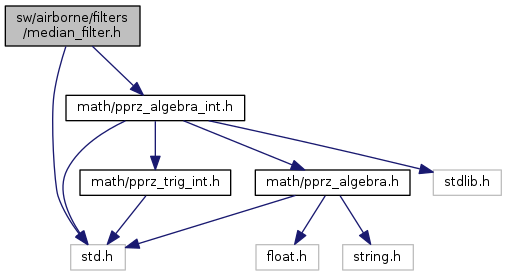 sw/airborne/filters
/median_filter.h
math/pprz_algebra_int.h
math/pprz_trig_int.h
math/pprz_algebra.h
stdlib.h
std.h
float.h
string.h